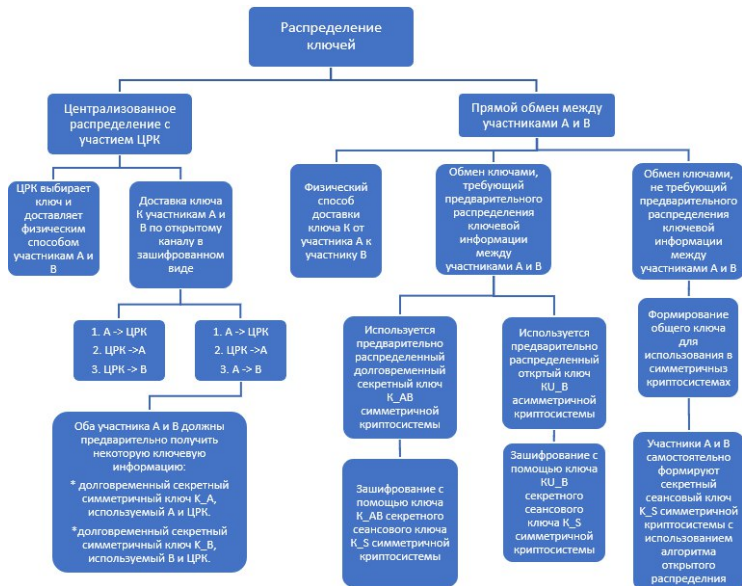 Распределение
ключей
Централизованное
распределение с
участием ЦРК
Прямой обмен между
участниками А и В
ЦРК выбирает
ключ и
доставляет
физическим
способом
участникам А и
В
Доставка ключа
К участникам А и
В по открытому
каналу в
зашифрованном
виде
Физический
способ
доставки
ключа К от
участника А к
участнику В
Обмен ключами,
требующий
предварительного
распределения
ключевой
информации
между
участниками А и В
Обмен ключами,
не требующий
предварительного
распределения
ключевой
информации
между
участниками А и В
1. А -> ЦРК
2. ЦРК ->А
3. ЦРК -> В
1. А -> ЦРК
2. ЦРК ->А
3. А -> В
Используется
предварительно
распределенный
долговременный
секретный ключ
K_AB
симметричной
криптосистемы
Используется
предварительно
распределенный
откртый ключ
KU_B
асимметричной
криптосистемы
Формирование
общего ключа
для
использования в
симметричныз
криптосистемах
Оба участника А и В должны
предварительно получить
некоторую ключевую
информацию:
* долговременный секретный
симметричный ключ K_A,
используемый А и ЦРК.
*долговременный секретный
симметричный ключ K_B,
используемый В и ЦРК.
Зашифрование с
помощью ключа
K_AB секретного
сеансового ключа
K_S симметричной
криптосистемы
Зашифрование с
помощью ключа
KU_B
секретного
сеансового
ключа K_S
симметричной
криптосистемы
Участники А и В
самостоятельно
формируют
секретный
сеансовый ключ
K_S симметричной
криптосистемы с
использованием
алгоритма
открытого
распределения